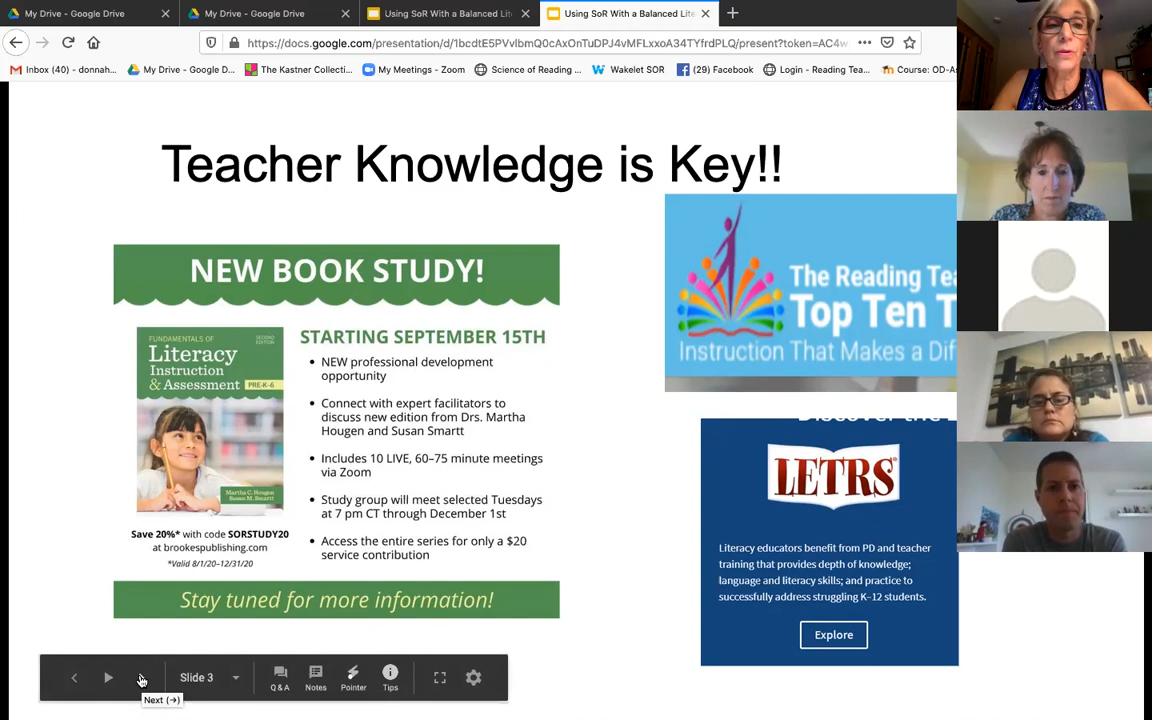 My Drive - Google Drive
My Drive - Google Drive
Using SoR With a Balanced Lite
Using SoR With a Balanced Lite
https://docs.google.com/presentation/d/1bcdtE5PVvlbmQ0cAxOnTuDPJ4vMFLxxoA34TYfrdPLQ/present?token=AC4w
Inbox (40) - donnah...
My Drive - Google D...
The Kastner Collecti...
My Meetings - Zoom
Science of Reading ...
Wakelet SOR
(29) Facebook
Login - Reading Tea...
Course: OD-As
Teacher Knowledge is Key!!
NEW BOOK STUDY!
FUNDAMENTALS OF
SECOND
EDITION
Literacy
Instruction
& Assessment
PRE-K-6
Martha C. Hougen
Susan M. Smartt
Save 20%* with code SORSTUDY20
at brookespublishing.com
*Valid 8/1/20–12/31/20
STARTING SEPTEMBER 15TH
• NEW professional development
opportunity
• Connect with expert facilitators to
discuss new edition from Drs. Martha
Hougen and Susan Smartt
• Includes 10 LIVE, 60–75 minute meetings
via Zoom
• Study group will meet selected Tuesdays
at 7 pm CT through December 1st
• Access the entire series for only a $20
service contribution
Stay tuned for more information!
The Reading Tea
Top Ten T
Instruction That Makes a Dif
Discover the
LETRS®
Literacy educators benefit from PD and teacher
training that provides depth of knowledge;
language and literacy skills; and practice to
successfully address struggling K–12 students.
Explore
Slide 3
Q & A
Notes
Pointer
Tips
Next (→)